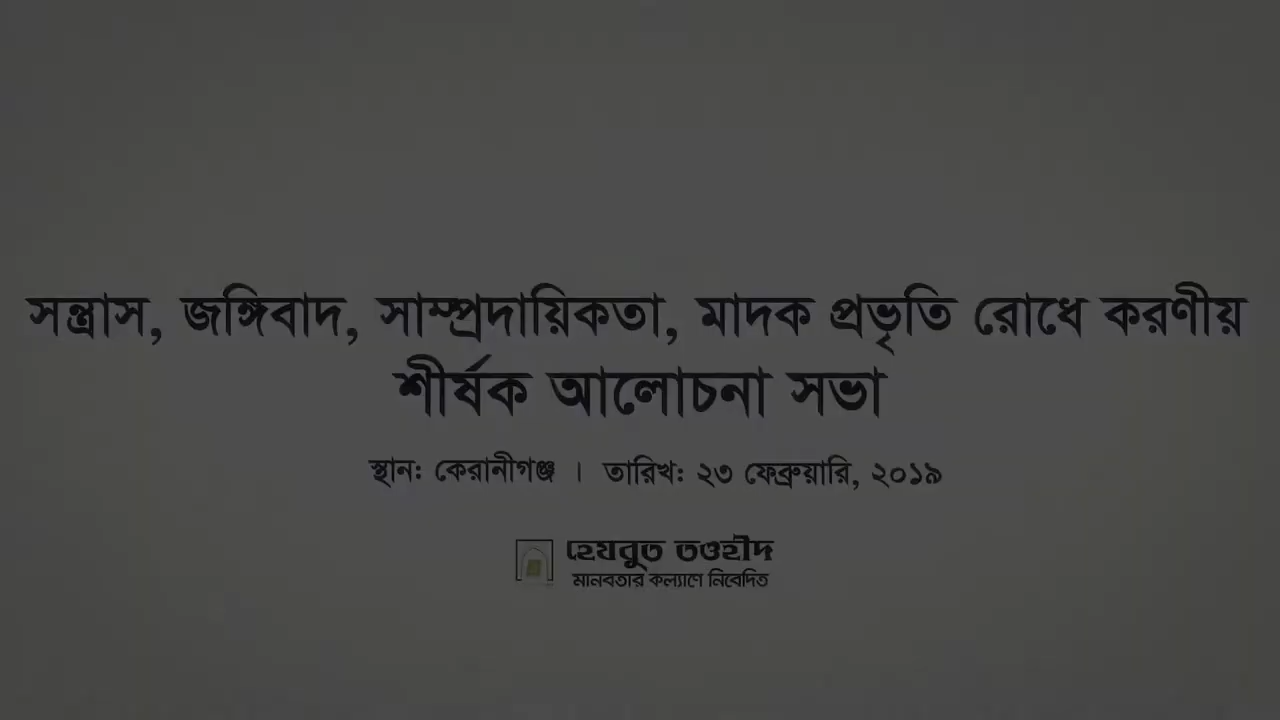 সন্ত্রাস, জঙ্গিবাদ, সাম্প্রদায়িকতা, মাদক প্রভৃতি রোধে করণীয়
শীর্ষক আলোচনা সভা
স্থান: কেরানীগঞ্জ । তারিখ: ২৩ ফেব্রুয়ারি, ২০১৯
হেযবুত তওহীদ
মানবতার কল্যাণে নিবেদিত